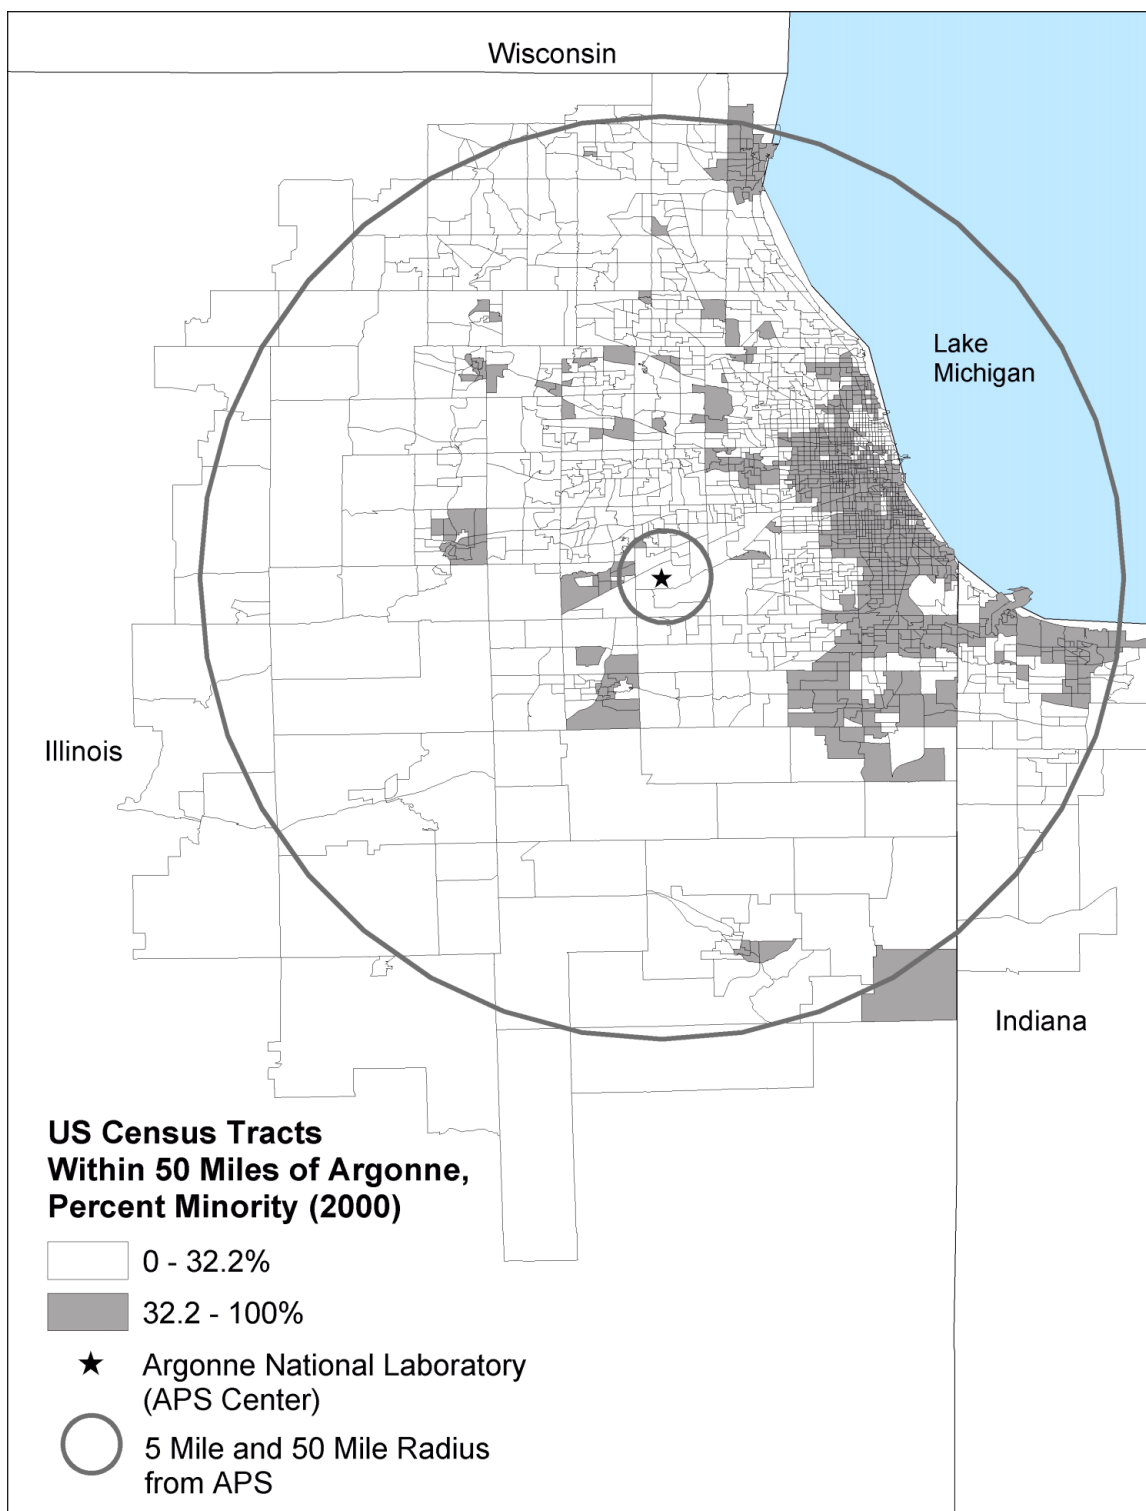 Wisconsin
Lake
Michigan
Illinois
Indiana
US Census Tracts
Within 50 Miles of Argonne,
Percent Minority (2000)
0 - 32.2%
32.2 - 100%
Argonne National Laboratory
(APS Center)
5 Mile and 50 Mile Radius
from APS